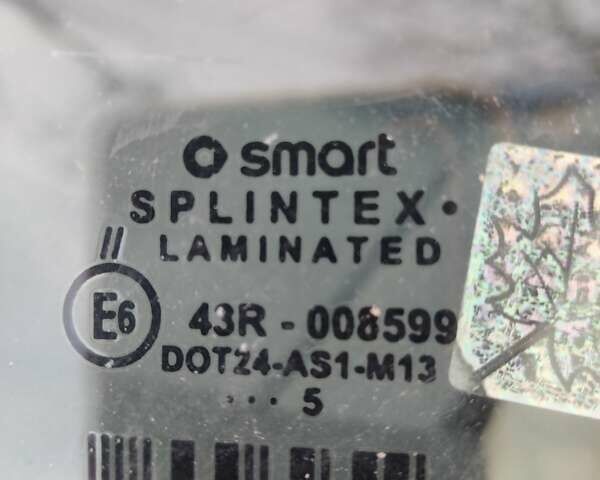 smart
SPLINTEX •
LAMINATED
//
E6
43R - 008599
DOT24-AS1-M13
··· 5